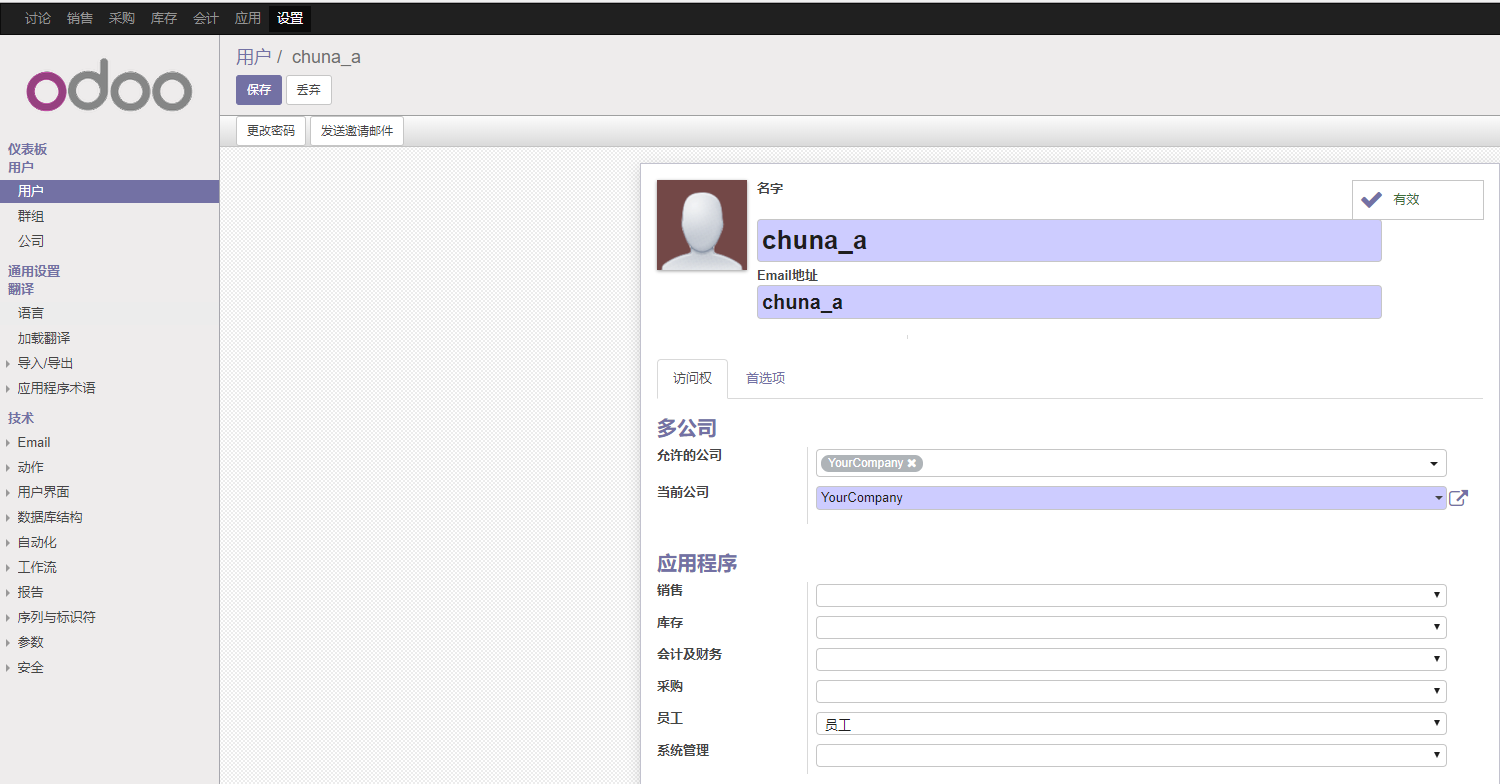 讨论 销售 采购 库存 会计 应用 设置
odoo
仪表板
用户
用户
群组
公司
通用设置
翻译
语言
加载翻译
导入/导出
应用程序术语
技术
Email
动作
用户界面
数据库结构
自动化
工作流
报告
序列与标识符
参数
安全
用户 / chuna_a
保存 丢弃
更改密码 发送邀请邮件
名字
有效
chuna_a
Email地址
chuna_a
访问权 首选项
多公司
允许的公司 YourCompany ✖
当前公司 YourCompany
应用程序
销售
库存
会计及财务
采购
员工 员工
系统管理